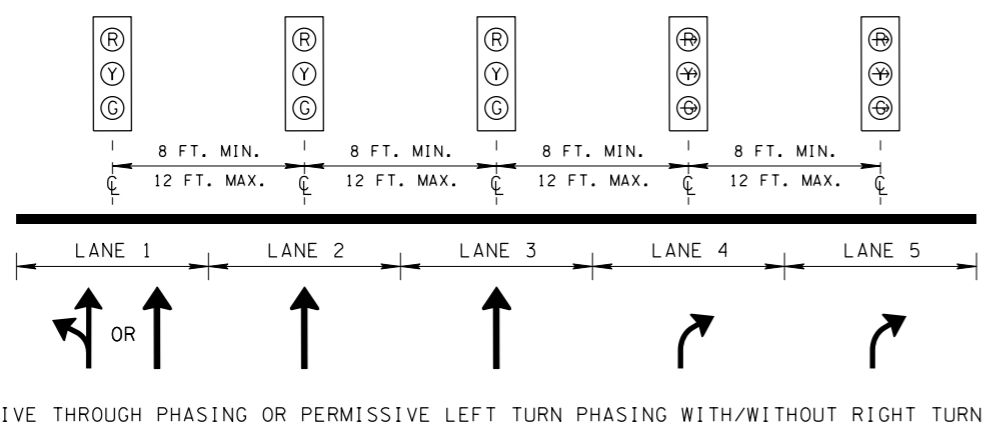 R R R R R
Y Y Y Y Y
G G G G G
8 FT. MIN. 8 FT. MIN. 8 FT. MIN. 8 FT. MIN.
12 FT. MAX. 12 FT. MAX. 12 FT. MAX. 12 FT. MAX.
℄ ℄ ℄ ℄ ℄
LANE 1 LANE 2 LANE 3 LANE 4 LANE 5
OR
IVE THROUGH PHASING OR PERMISSIVE LEFT TURN PHASING WITH/WITHOUT RIGHT TURN